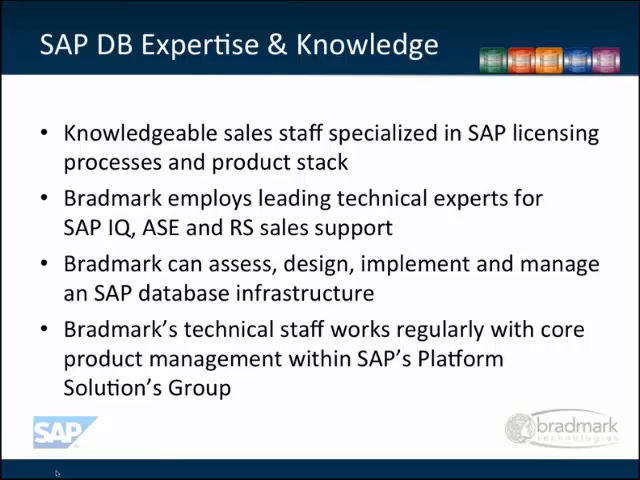 SAP DB Expertise & Knowledge
• Knowledgeable sales staff specialized in SAP licensing
processes and product stack
• Bradmark employs leading technical experts for
SAP IQ, ASE and RS sales support
• Bradmark can assess, design, implement and manage
an SAP database infrastructure
• Bradmark’s technical staff works regularly with core
product management within SAP’s Platform
Solution’s Group
SAP
bradmark
technologies